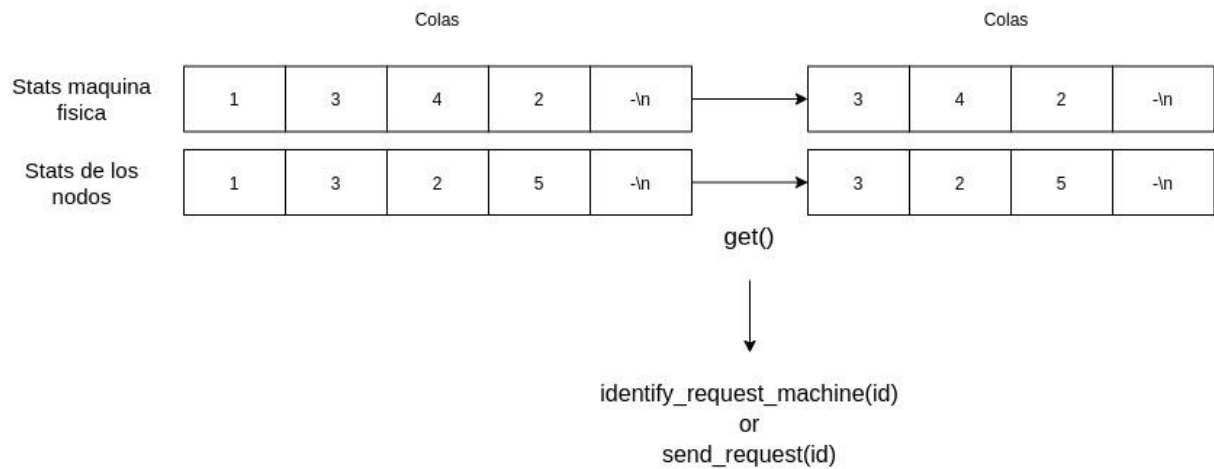 Colas Colas
Stats maquina
fisica
1 3 4 2 -\n 3 4 2 -\n
Stats de los
nodos
1 3 2 5 -\n 3 2 5 -\n
get()
identify_request_machine(id)
or
send_request(id)